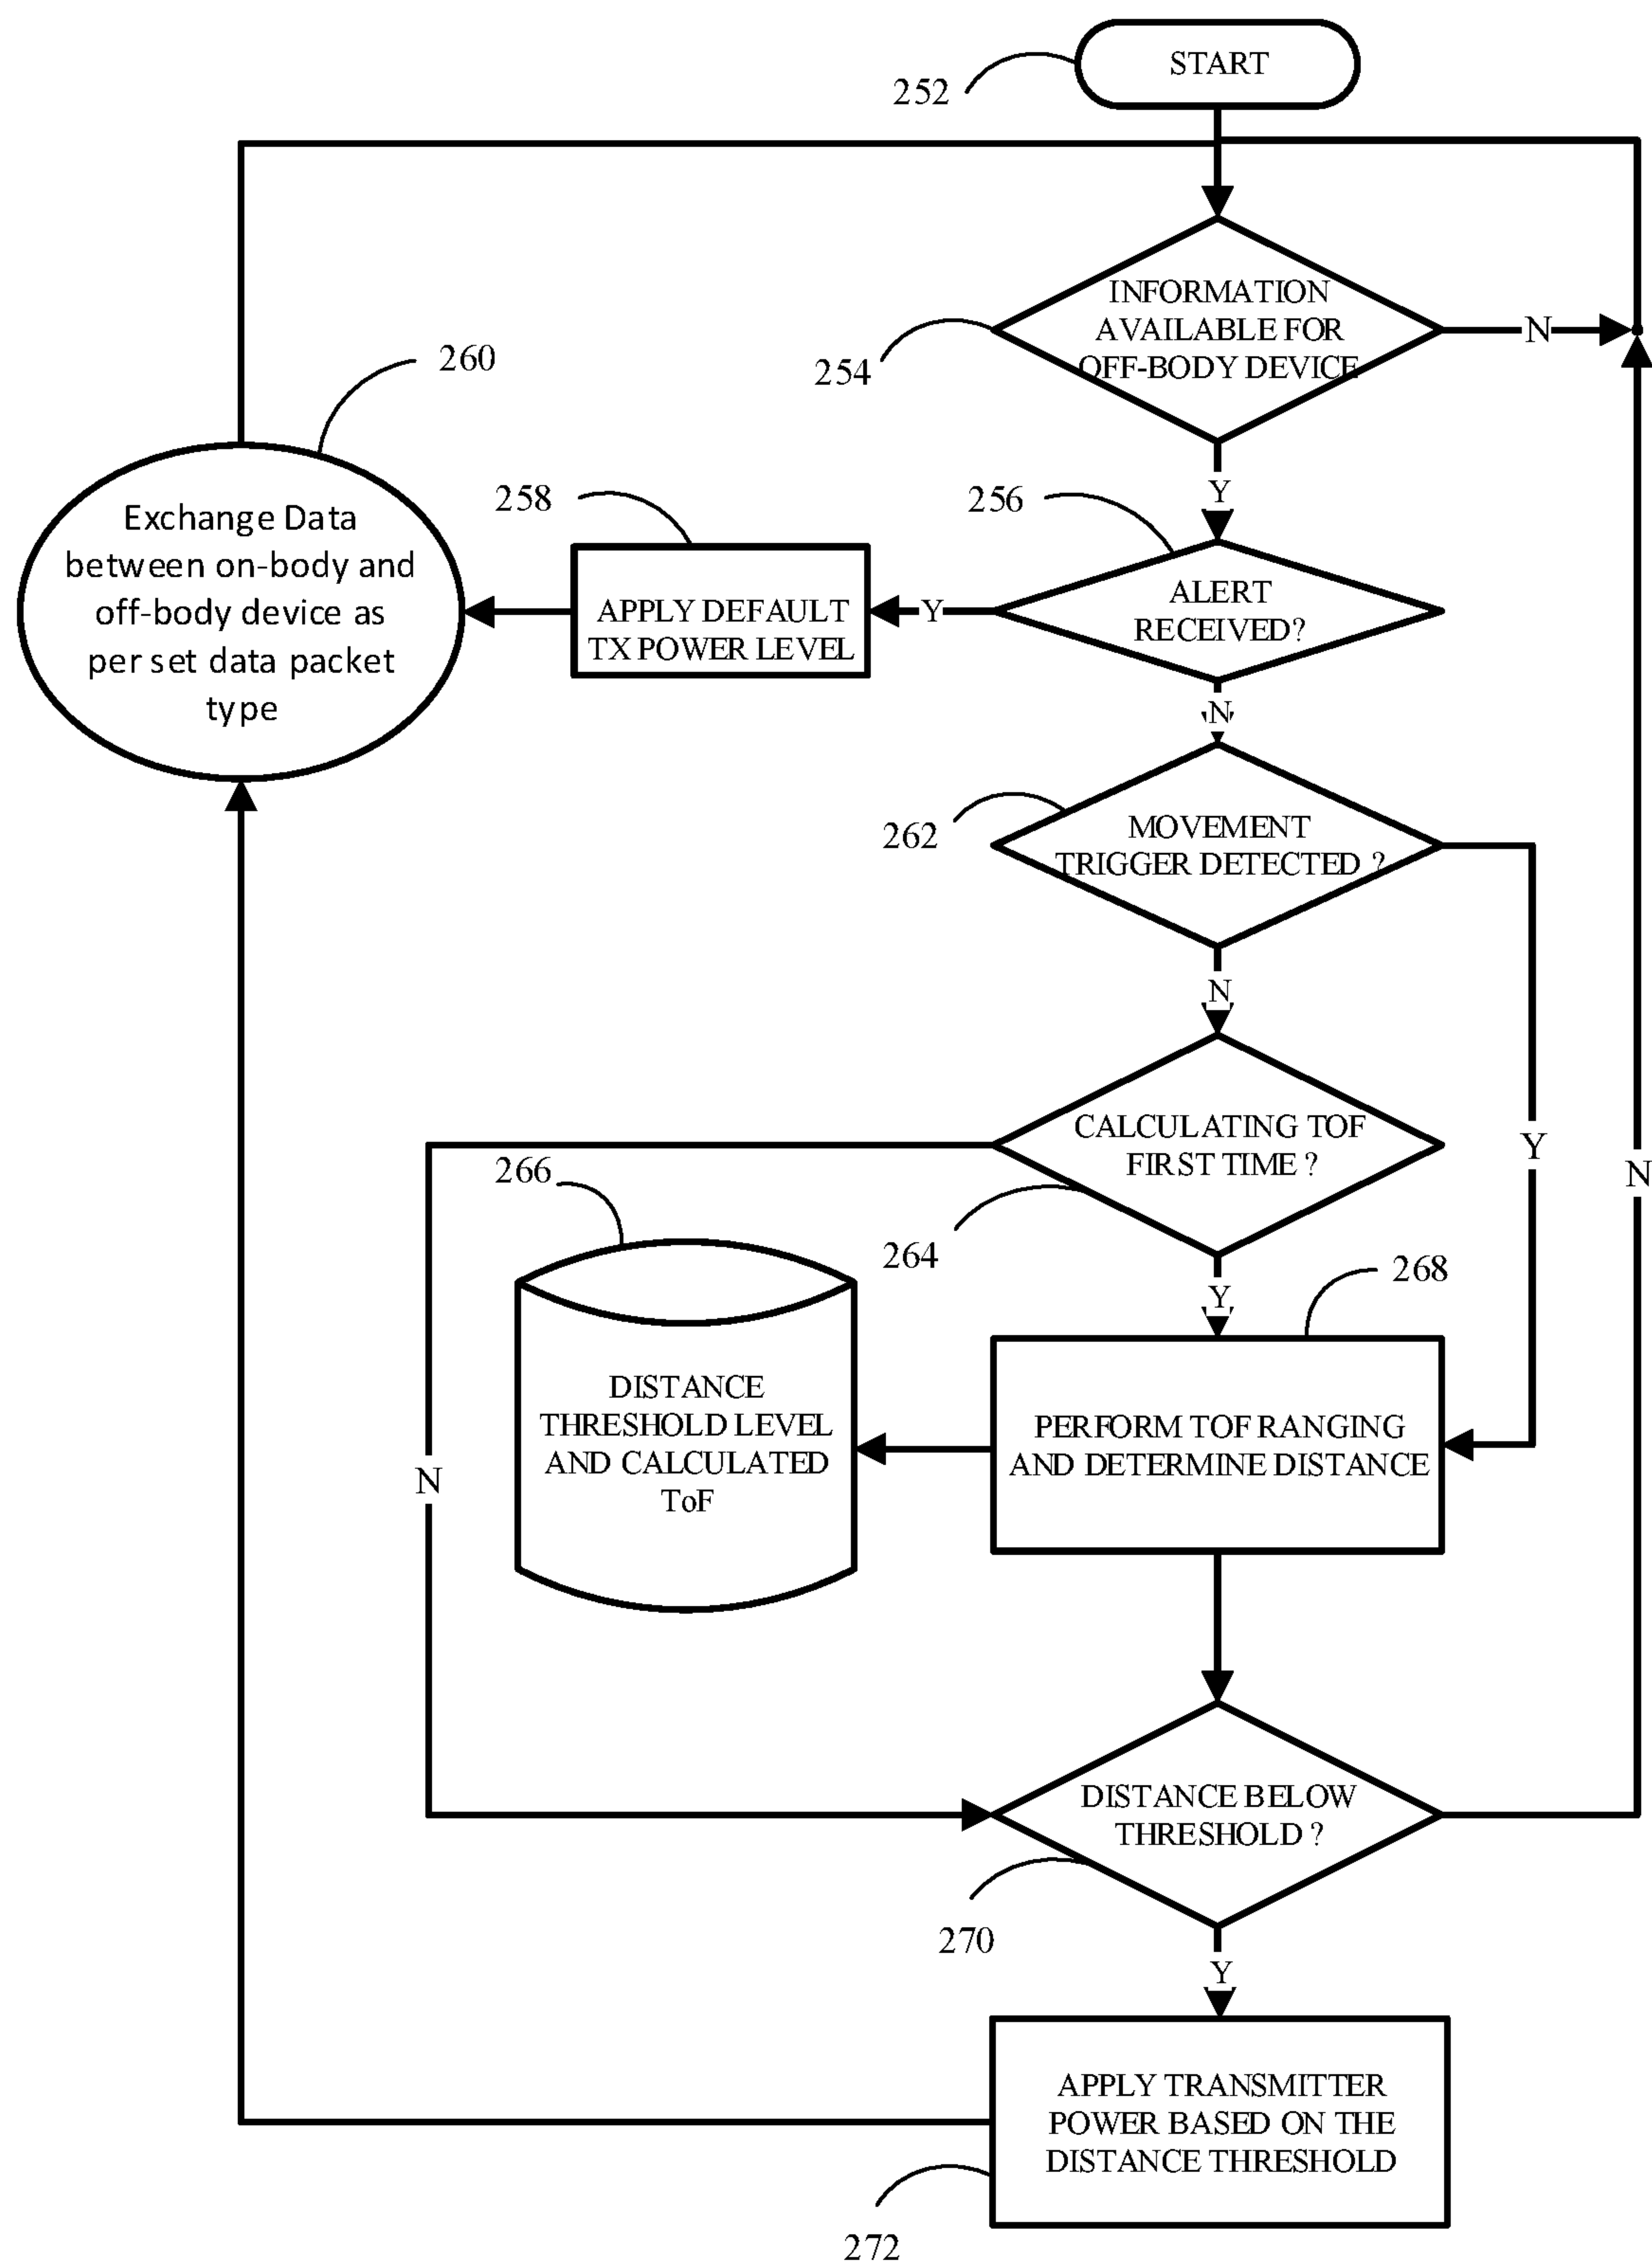 START
252
INFORMATION
AVAILABLE FOR
OFF-BODY DEVICE
N
254
260
Y
258
256
Exchange Data
between on-body and
off-body device as
per set data packet
type
APPLY DEFAULT
TX POWER LEVEL
Y
ALERT
RECEIVED?
N
262
MOVEMENT
TRIGGER DETECTED ?
N
CALCULATING TOF
FIRST TIME ?
Y
N
266
264
268
Y
DISTANCE
THRESHOLD LEVEL
AND CALCULATED
ToF
PERFORM TOF RANGING
AND DETERMINE DISTANCE
N
DISTANCE BELOW
THRESHOLD ?
270
Y
APPLY TRANSMITTER
POWER BASED ON THE
DISTANCE THRESHOLD
272